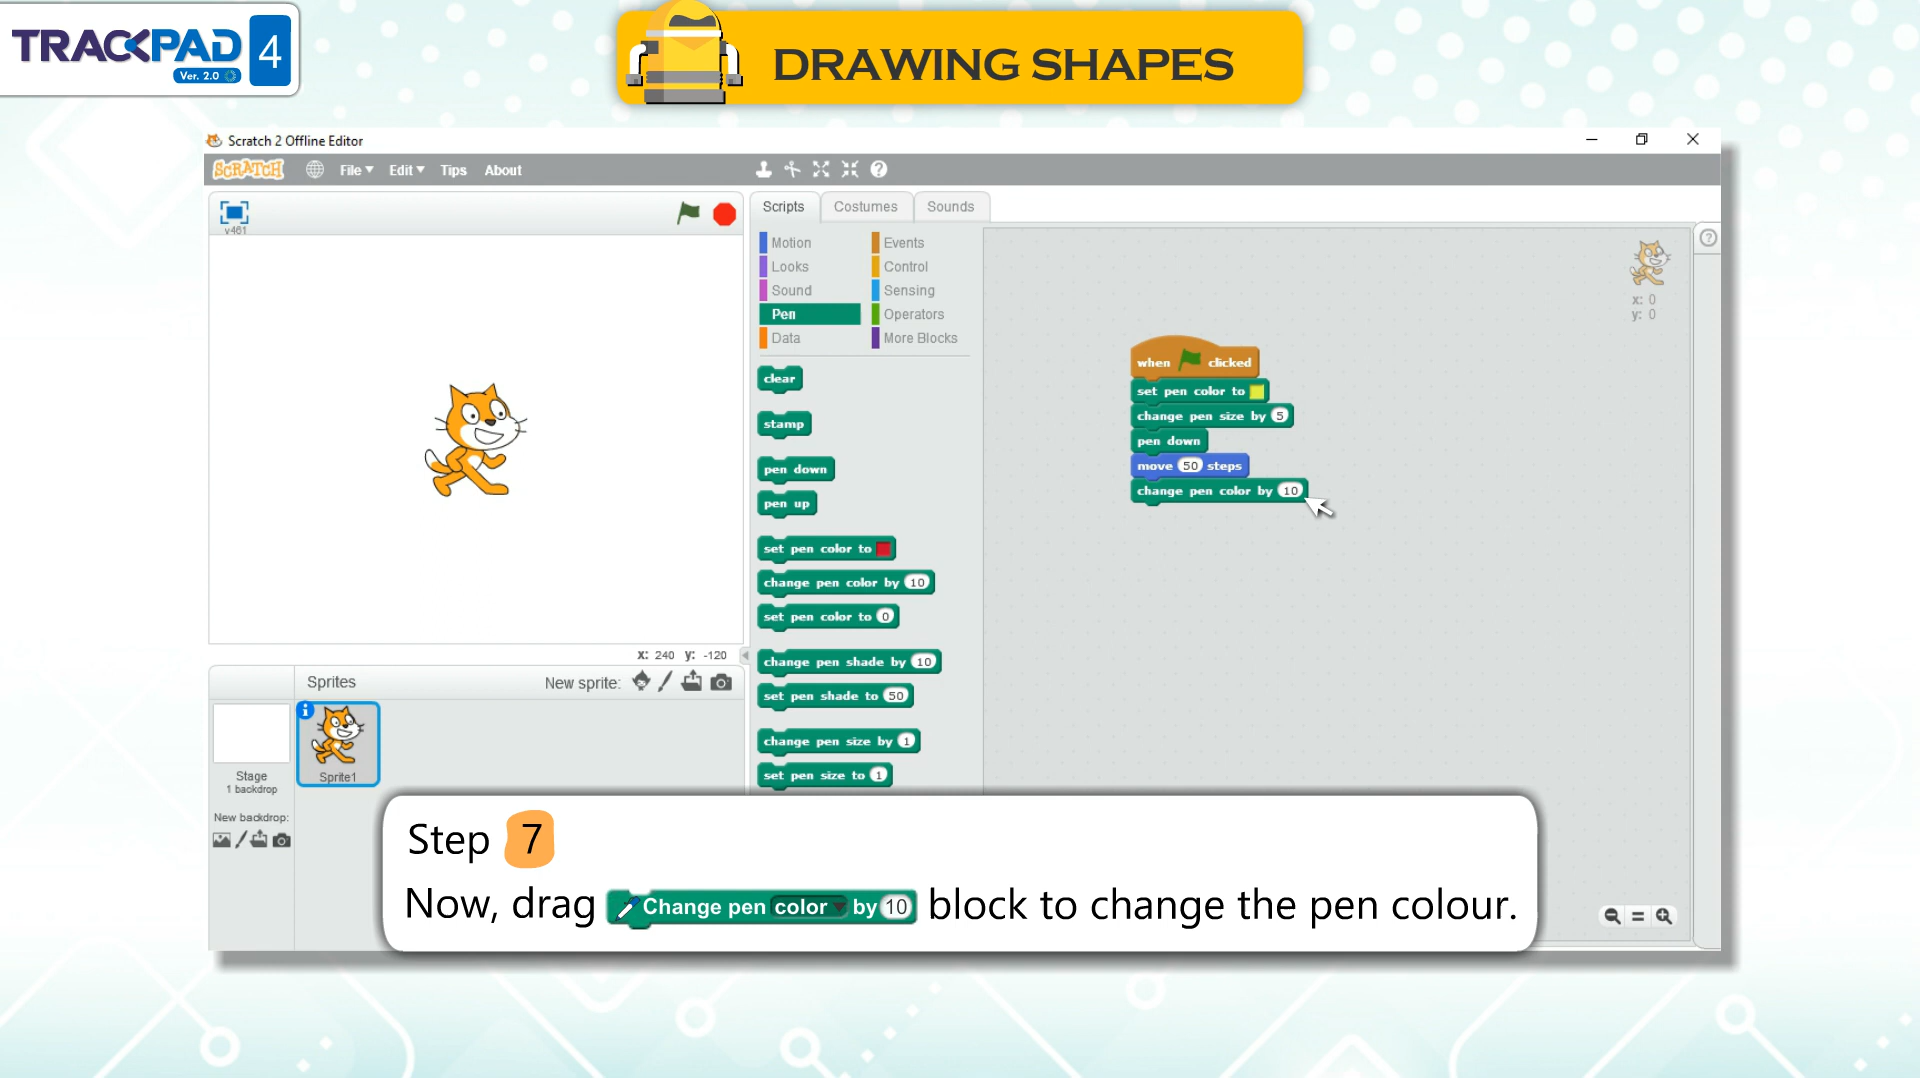 TRACKPAD 4
Ver. 2.0
DRAWING SHAPES
Scratch 2 Offline Editor
SCRATCH File Edit Tips About
v461
Scripts Costumes Sounds
Motion Events
Looks Control
Sound Sensing
Pen Operators
Data More Blocks
clear
stamp
pen down
pen up
set pen color to
change pen color by 10
set pen color to 0
change pen shade by 10
set pen shade to 50
change pen size by 1
set pen size to 1
x: 0
y: 0
when clicked
set pen color to
change pen size by 5
pen down
move 50 steps
change pen color by 10
x: 240 y: -120
Sprites New sprite:
Sprite1
Stage
1 backdrop
New backdrop:
Step 7
Now, drag Change pen color by 10 block to change the pen colour.